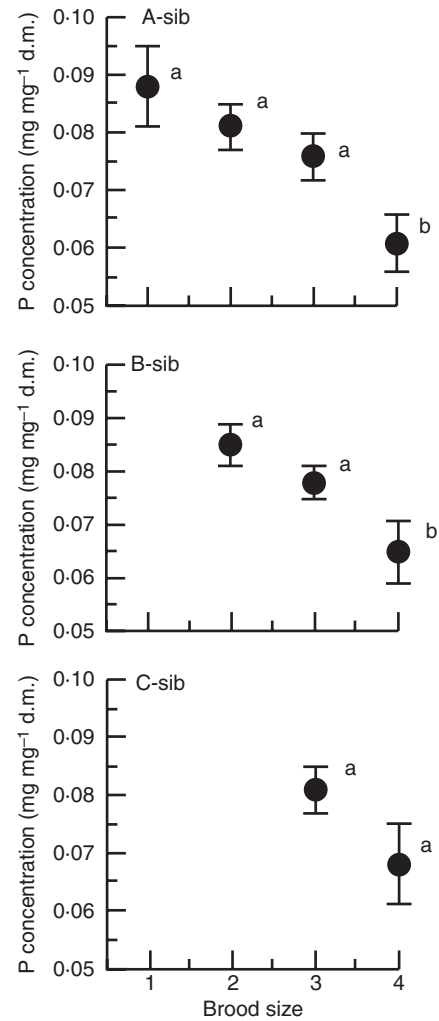 A-sib
P concentration (mg mg⁻¹ d.m.)
0·10
0·09
0·08
0·07
0·06
0·05
a
a
a
b
B-sib
P concentration (mg mg⁻¹ d.m.)
0·10
0·09
0·08
0·07
0·06
0·05
a
a
b
C-sib
P concentration (mg mg⁻¹ d.m.)
0·10
0·09
0·08
0·07
0·06
0·05
a
a
1 2 3 4
Brood size